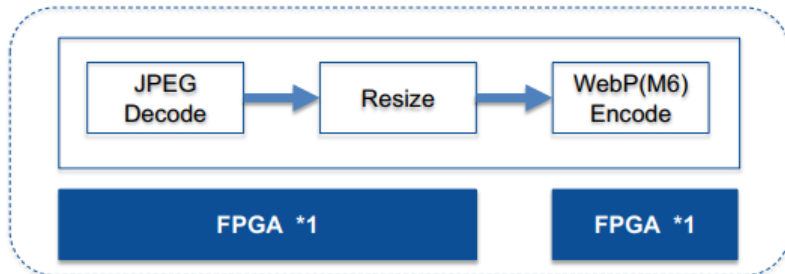 JPEG
Decode
Resize
WebP(M6)
Encode
FPGA *1
FPGA *1